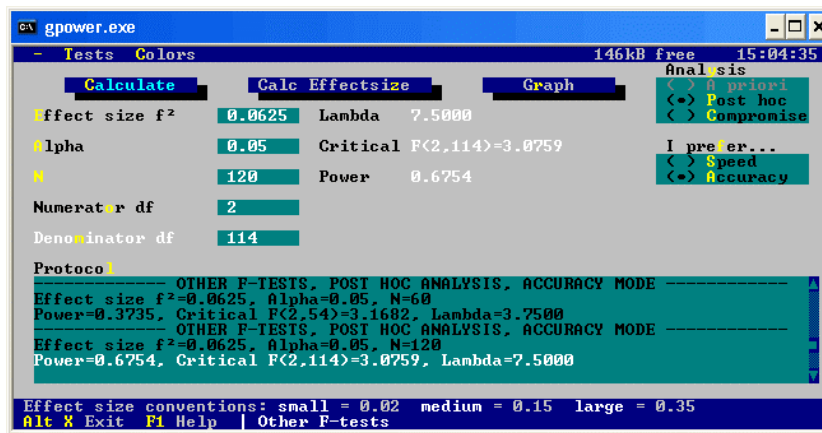 gpower.exe
- Tests Colors 146kB free 15:04:35
Calculate Calc Effectsize Graph
Effect size f² 0.0625 Lambda 7.5000
Alpha 0.05 Critical F(2,114)=3.0759
N 120 Power 0.6754
Numerator df 2
Denominator df 114
Analysis
( ) A priori
(•) Post hoc
( ) Compromise
I prefer...
( ) Speed
(•) Accuracy
Protocol
------------- OTHER F-TESTS, POST HOC ANALYSIS, ACCURACY MODE ------------
Effect size f²=0.0625, Alpha=0.05, N=60
Power=0.3735, Critical F(2,54)=3.1682, Lambda=3.7500
------------- OTHER F-TESTS, POST HOC ANALYSIS, ACCURACY MODE ------------
Effect size f²=0.0625, Alpha=0.05, N=120
Power=0.6754, Critical F(2,114)=3.0759, Lambda=7.5000
Effect size conventions: small = 0.02 medium = 0.15 large = 0.35
Alt X Exit F1 Help | Other F-tests